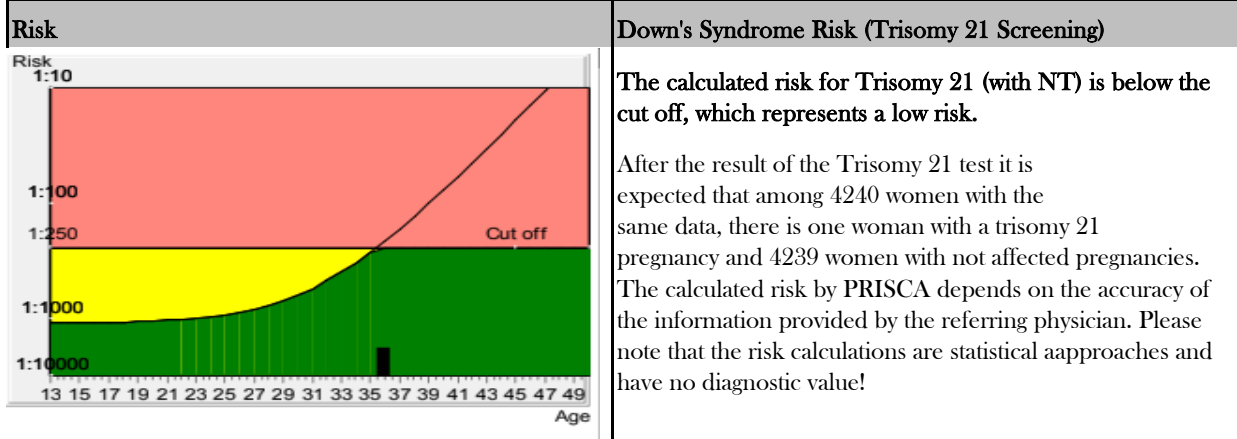 Risk
Risk
1:10
1:100
1:250
Cut off
1:1000
1:10000
13 15 17 19 21 23 25 27 29 31 33 35 37 39 41 43 45 47 49
Age
Down's Syndrome Risk (Trisomy 21 Screening)
The calculated risk for Trisomy 21 (with NT) is below the
cut off, which represents a low risk.
After the result of the Trisomy 21 test it is
expected that among 4240 women with the
same data, there is one woman with a trisomy 21
pregnancy and 4239 women with not affected pregnancies.
The calculated risk by PRISCA depends on the accuracy of
the information provided by the referring physician. Please
note that the risk calculations are statistical aapproaches and
have no diagnostic value!